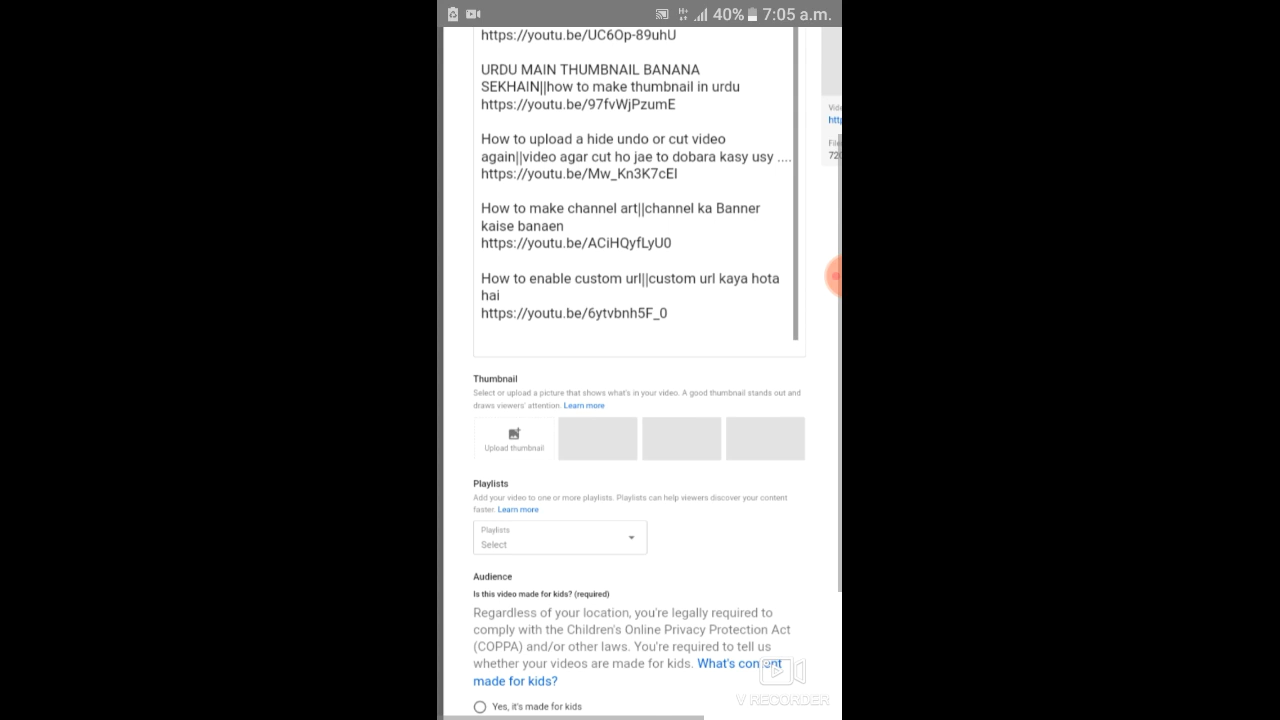 40% 7:05 a.m.
https://youtu.be/UC6Op-89uhU
URDU MAIN THUMBNAIL BANANA
SEKHAIN||how to make thumbnail in urdu
https://youtu.be/97fvWjPzumE
How to upload a hide undo or cut video
again||video agar cut ho jae to dobara kasy usy ....
https://youtu.be/Mw_Kn3K7cEI
How to make channel art||channel ka Banner
kaise banaen
https://youtu.be/ACiHQyfLyU0
How to enable custom url||custom url kaya hota
hai
https://youtu.be/6ytvbnh5F_0
Thumbnail
Select or upload a picture that shows what's in your video. A good thumbnail stands out and
draws viewers' attention. Learn more
Upload thumbnail
Playlists
Add your video to one or more playlists. Playlists can help viewers discover your content
faster. Learn more
Playlists
Select
Audience
Is this video made for kids? (required)
Regardless of your location, you're legally required to
comply with the Children's Online Privacy Protection Act
(COPPA) and/or other laws. You're required to tell us
whether your videos are made for kids. What's content
made for kids?
Yes, it's made for kids
V RECORDER